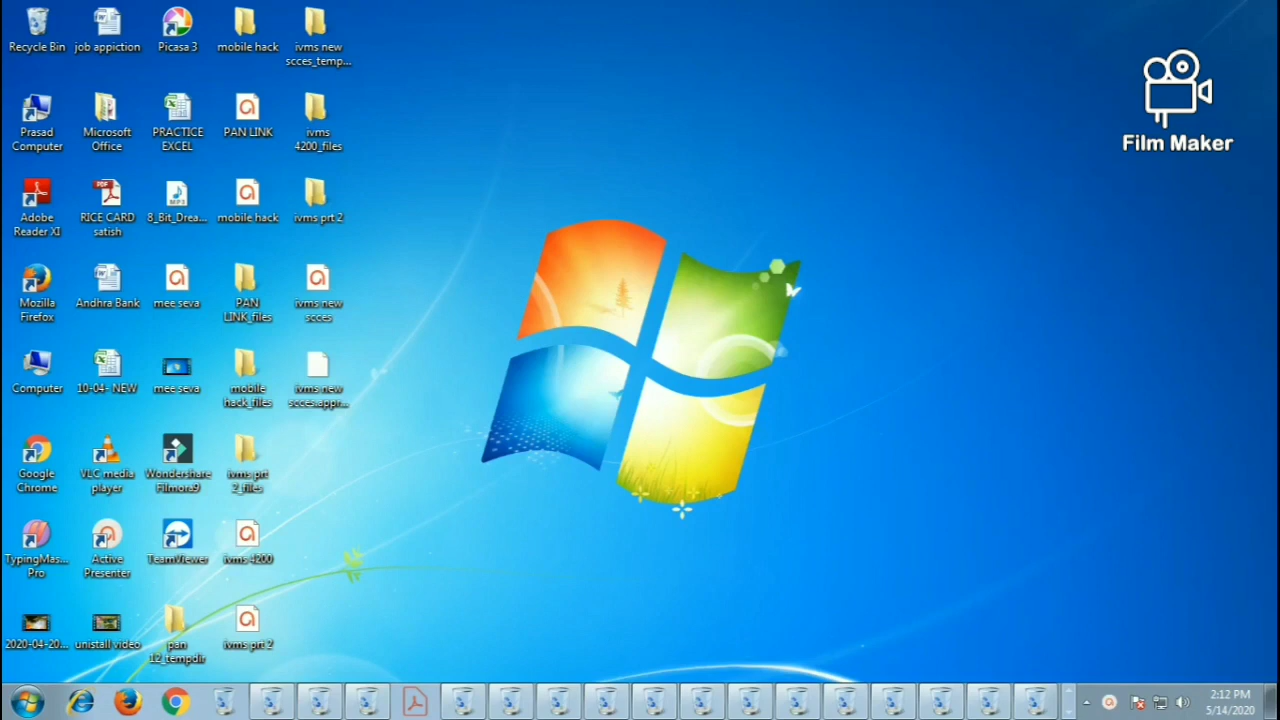 Recycle Bin
job appiction
Picasa 3
mobile hack
ivms new
scces_temp...
Prasad
Computer
Microsoft
Office
PRACTICE
EXCEL
PAN LINK
ivms
4200_files
Film Maker
Adobe
Reader XI
RICE CARD
satish
8_Bit_Drea...
mobile hack
ivms prt 2
Mozilla
Firefox
Andhra Bank
mee seva
PAN
LINK_files
ivms new
scces
Computer
10-04- NEW
mee seva
mobile
hack_files
ivms new
scces.appr...
Google
Chrome
VLC media
player
Wondershare
Filmora9
ivms prt
2_files
TypingMas...
Pro
Active
Presenter
TeamViewer
ivms 4200
2020-04-20...
unistall video
pan
12_tempdir
ivms prt 2
2:12 PM
5/14/2020